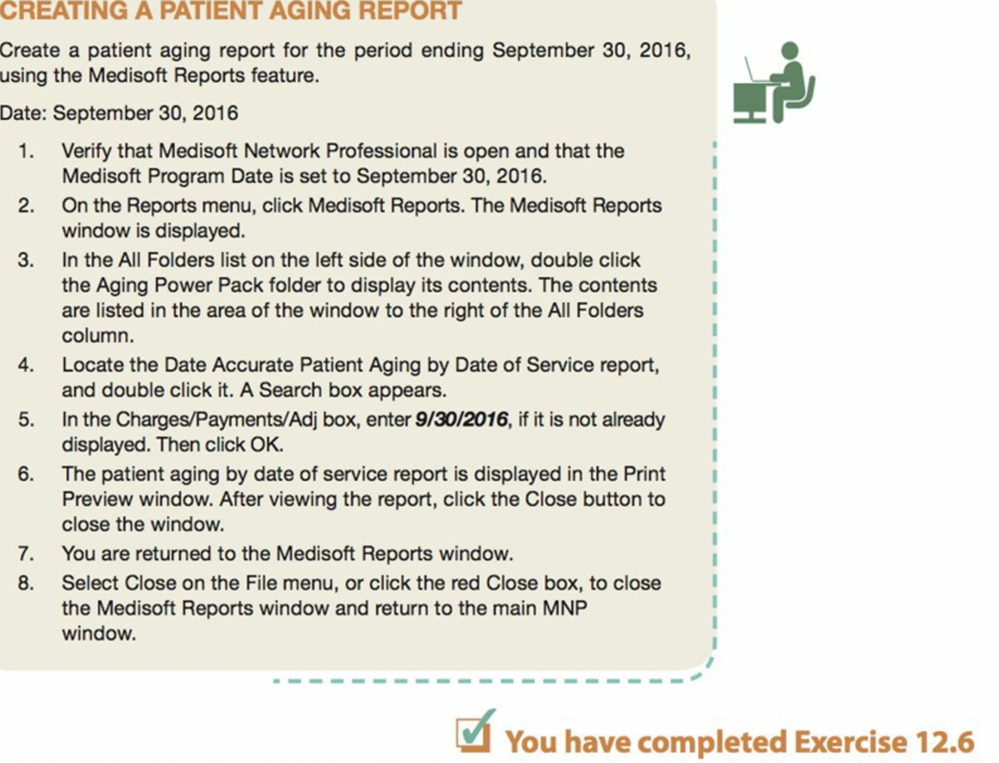 CREATING A PATIENT AGING REPORT
Create a patient aging report for the period ending September 30, 2016,
using the Medisoft Reports feature.
Date: September 30, 2016
1. Verify that Medisoft Network Professional is open and that the
Medisoft Program Date is set to September 30, 2016.
2. On the Reports menu, click Medisoft Reports. The Medisoft Reports
window is displayed.
3. In the All Folders list on the left side of the window, double click
the Aging Power Pack folder to display its contents. The contents
are listed in the area of the window to the right of the All Folders
column.
4. Locate the Date Accurate Patient Aging by Date of Service report,
and double click it. A Search box appears.
5. In the Charges/Payments/Adj box, enter 9/30/2016, if it is not already
displayed. Then click OK.
6. The patient aging by date of service report is displayed in the Print
Preview window. After viewing the report, click the Close button to
close the window.
7. You are returned to the Medisoft Reports window.
8. Select Close on the File menu, or click the red Close box, to close
the Medisoft Reports window and return to the main MNP
window.
You have completed Exercise 12.6